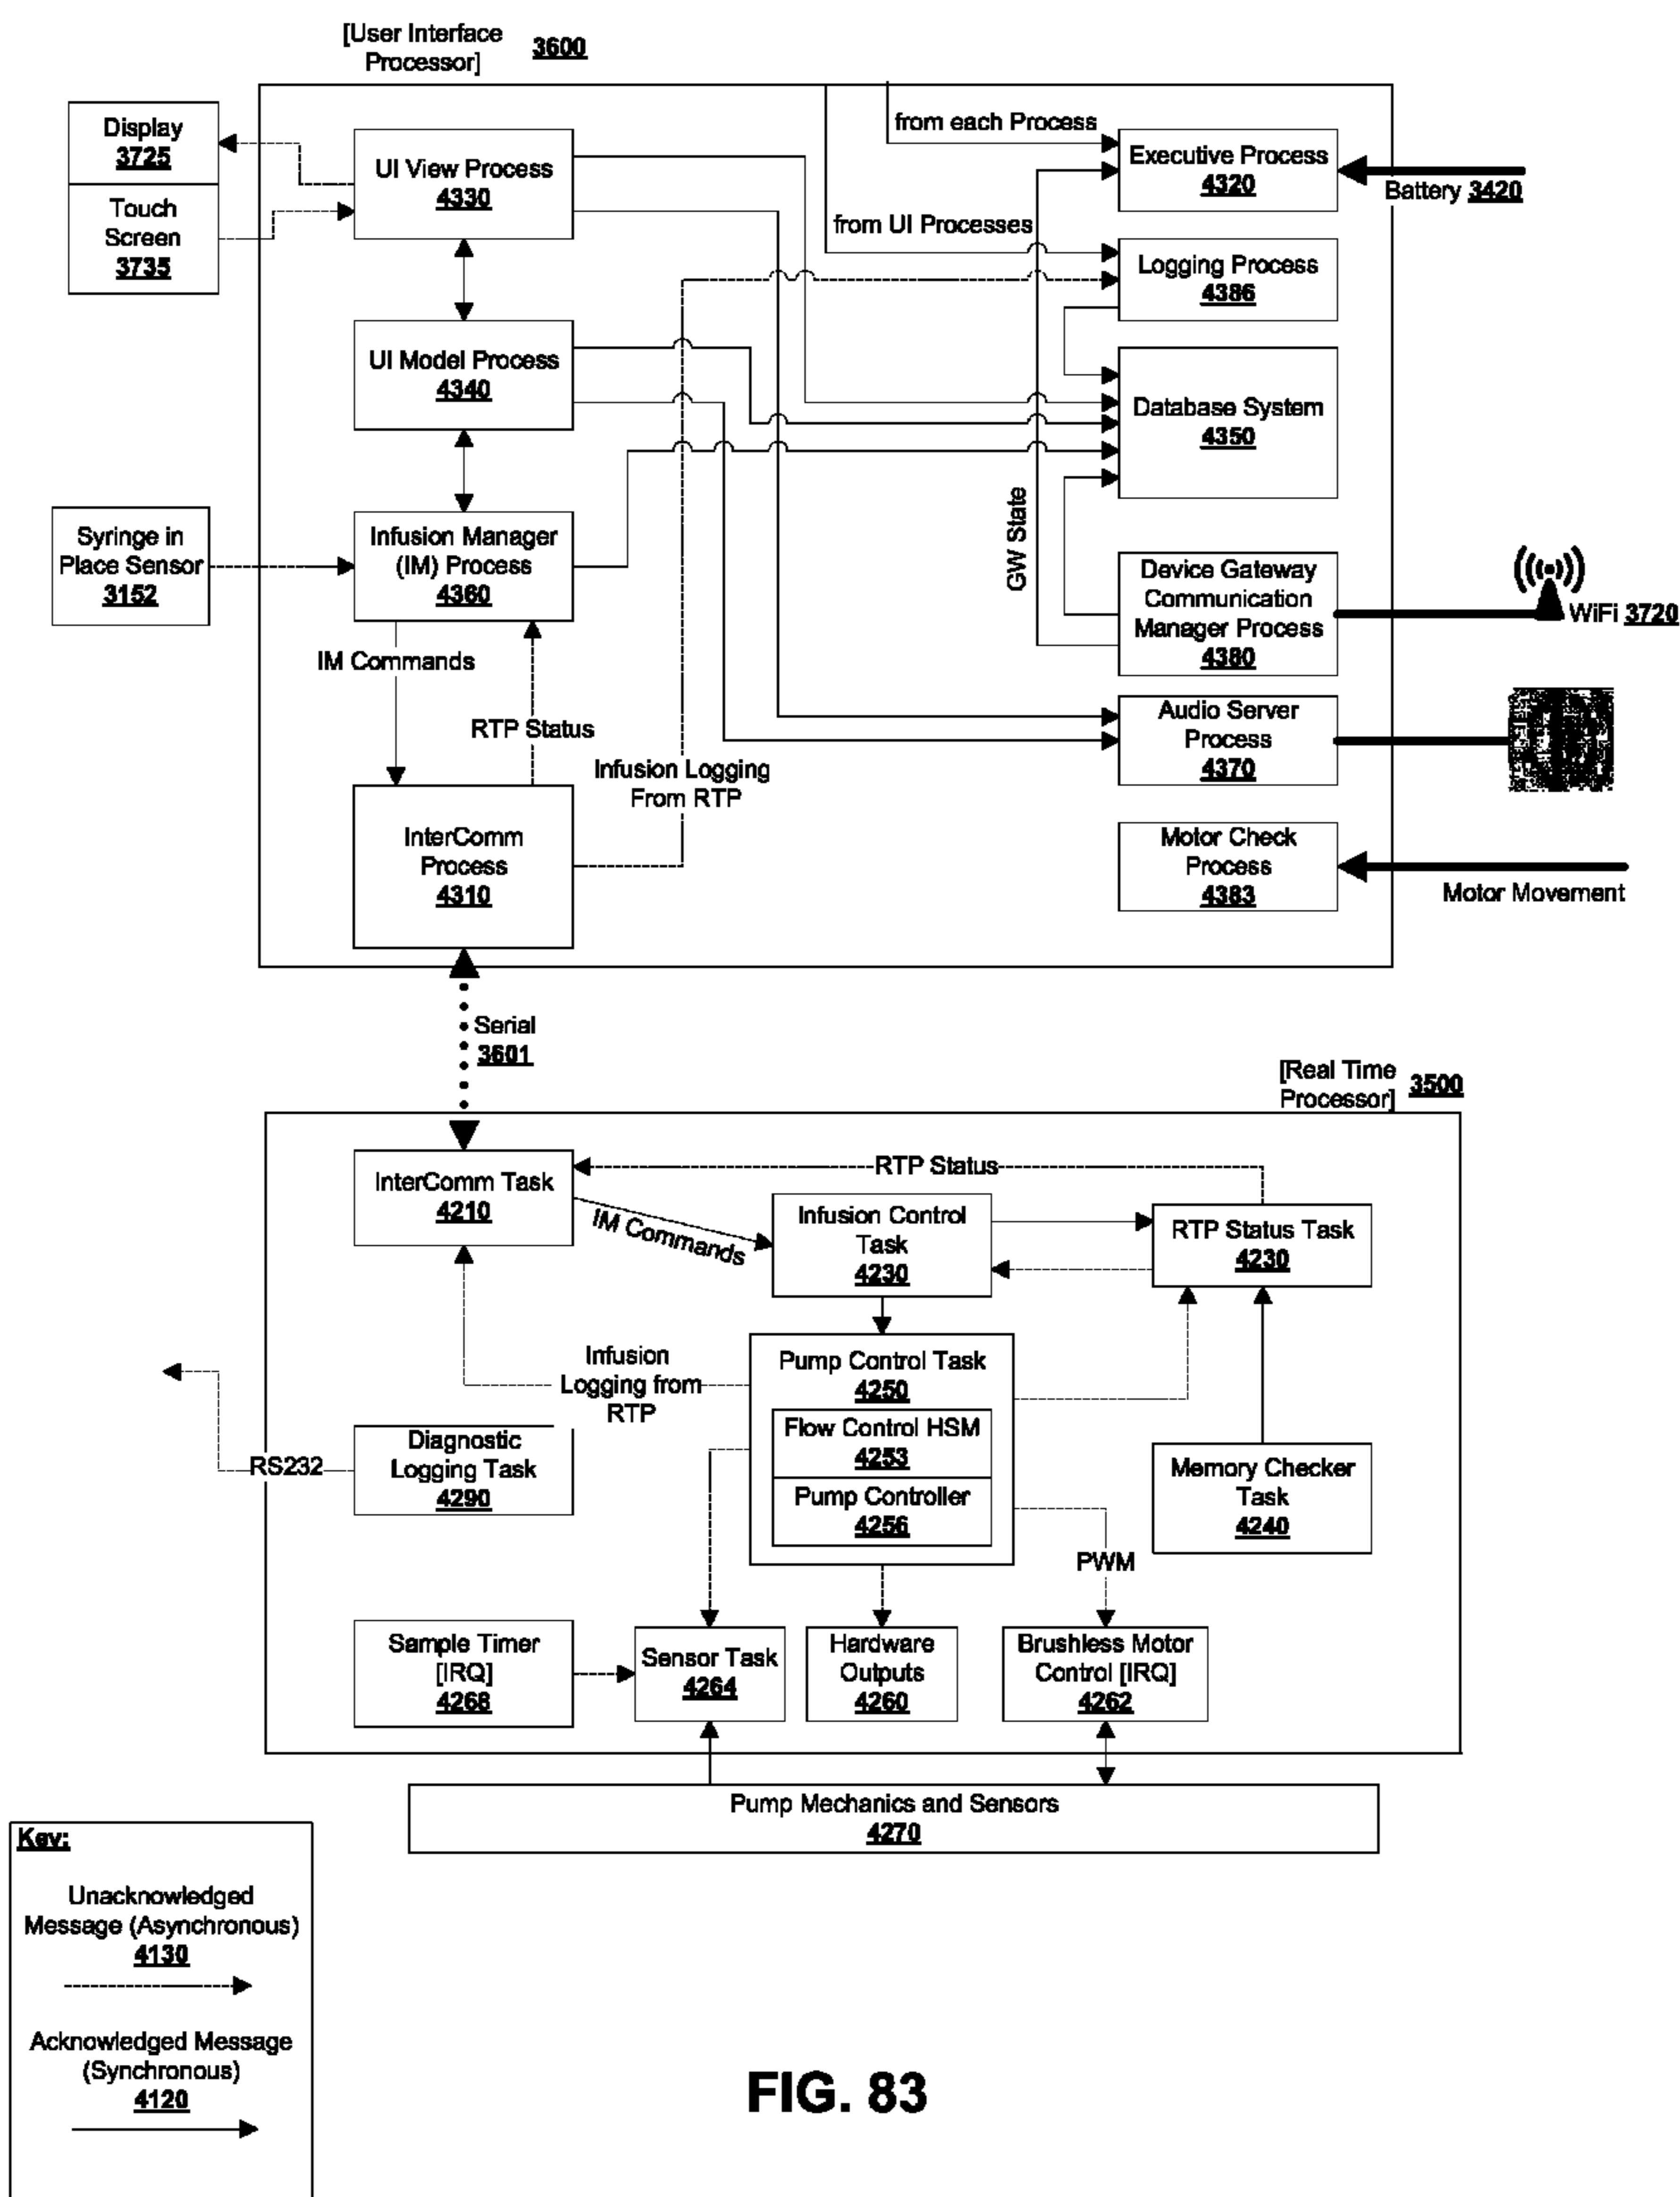 [User Interface
Processor]
3600
Display
3725
Touch
Screen
3735
UI View Process
4330
from each Process
Executive Process
4320
Battery 3420
from UI Processes
Logging Process
4386
UI Model Process
4340
Database System
4350
Syringe in
Place Sensor
3152
Infusion Manager
(IM) Process
4360
GW State
Device Gateway
Communication
Manager Process
4380
WiFi 3720
IM Commands
RTP Status
Infusion Logging
From RTP
Audio Server
Process
4370
InterComm
Process
4310
Motor Check
Process
4383
Motor Movement
Serial
3601
[Real Time
Processor]
3500
InterComm Task
4210
RTP Status
IM Commands
Infusion Control
Task
4230
RTP Status Task
4230
Infusion
Logging from
RTP
Pump Control Task
4250
Flow Control HSM
4253
Pump Controller
4256
RS232
Diagnostic
Logging Task
4290
Memory Checker
Task
4240
PWM
Sample Timer
[IRQ]
4268
Sensor Task
4264
Hardware
Outputs
4260
Brushless Motor
Control [IRQ]
4262
Pump Mechanics and Sensors
4270
Key:
Unacknowledged
Message (Asynchronous)
4130
Acknowledged Message
(Synchronous)
4120
FIG. 83